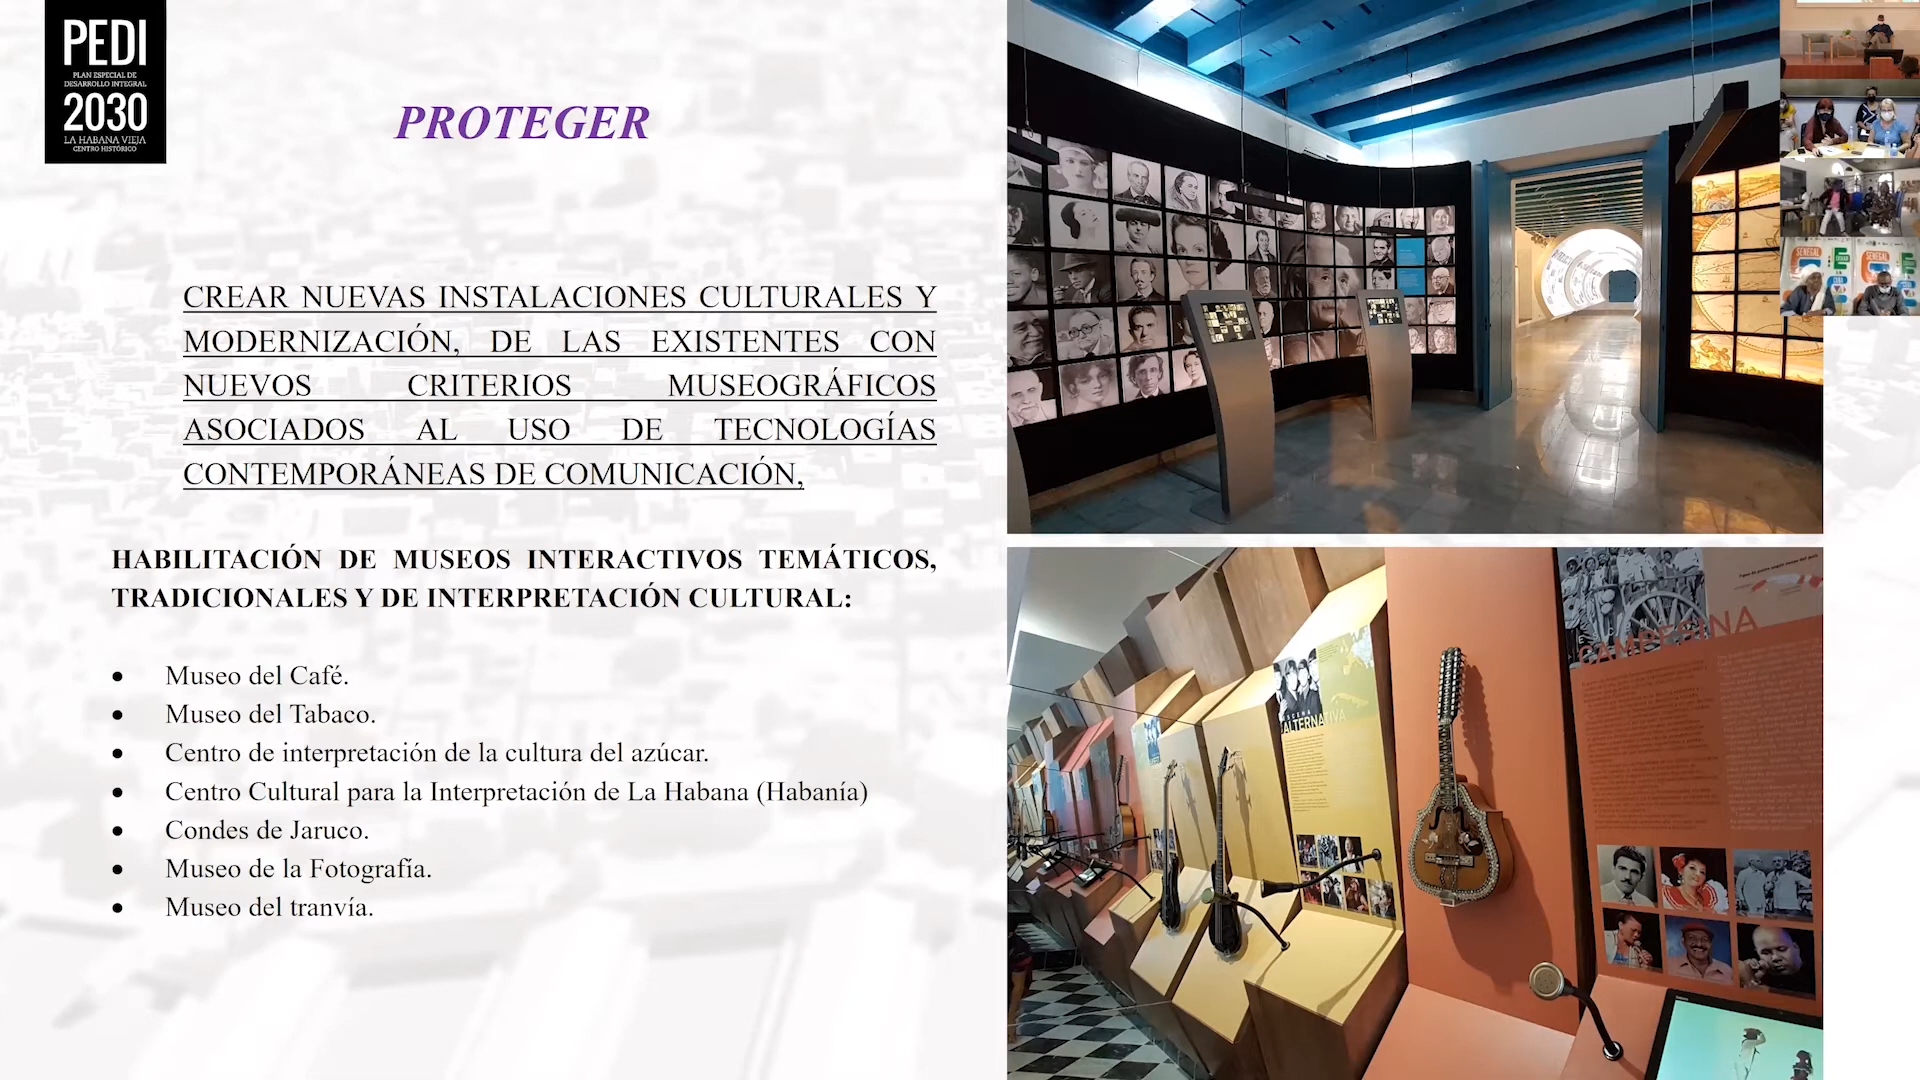 PEDI
PLAN ESPECIAL DE
DESARROLLO INTEGRAL
2030
LA HABANA VIEJA
CENTRO HISTÓRICO
PROTEGER
CREAR NUEVAS INSTALACIONES CULTURALES Y
MODERNIZACIÓN, DE LAS EXISTENTES CON
NUEVOS CRITERIOS MUSEOGRÁFICOS
ASOCIADOS AL USO DE TECNOLOGÍAS
CONTEMPORÁNEAS DE COMUNICACIÓN,
HABILITACIÓN DE MUSEOS INTERACTIVOS TEMÁTICOS,
TRADICIONALES Y DE INTERPRETACIÓN CULTURAL:
• Museo del Café.
• Museo del Tabaco.
• Centro de interpretación de la cultura del azúcar.
• Centro Cultural para la Interpretación de La Habana (Habanía)
• Condes de Jaruco.
• Museo de la Fotografía.
• Museo del tranvía.
SENEGAL
ESCENA
ALTERNATIVA
CAMPESINA